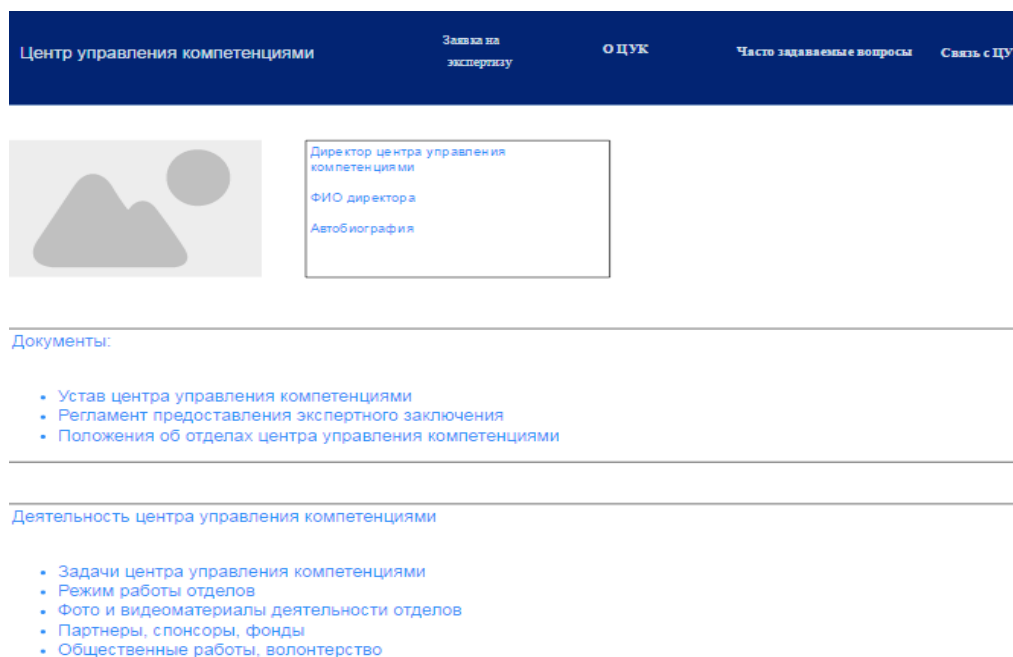 Центр управления компетенциями
Заявка на
экспертизу
О ЦУК
Часто задаваемые вопросы
Связь с ЦУ
Директор центра управления
компетенциями
ФИО директора
Автобиография
Документы:
• Устав центра управления компетенциями
• Регламент предоставления экспертного заключения
• Положения об отделах центра управления компетенциями
Деятельность центра управления компетенциями
• Задачи центра управления компетенциями
• Режим работы отделов
• Фото и видеоматериалы деятельности отделов
• Партнеры, спонсоры, фонды
• Общественные работы, волонтерство